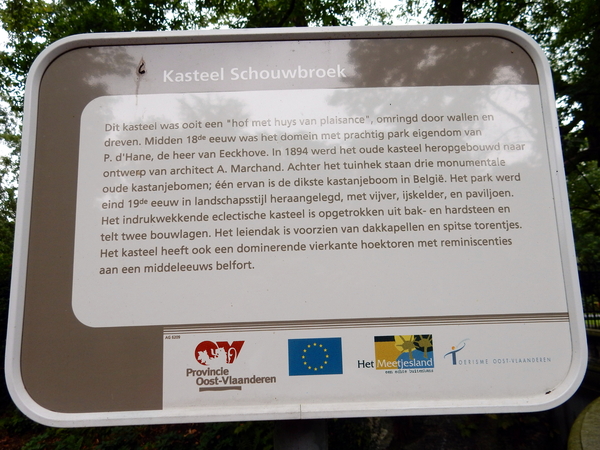 Kasteel Schouwbroek
Dit kasteel was ooit een "hof met huys van plaisance", omringd door wallen en
dreven. Midden 18de eeuw was het domein met prachtig park eigendom van
P. d'Hane, de heer van Eeckhove. In 1894 werd het oude kasteel heropgebouwd naar
ontwerp van architect A. Marchand. Achter het tuinhek staan drie monumentale
oude kastanjebomen; één ervan is de dikste kastanjeboom in België. Het park werd
eind 19de eeuw in landschapsstijl heraangelegd, met vijver, ijskelder, en paviljoen.
Het indrukwekkende eclectische kasteel is opgetrokken uit bak- en hardsteen en
telt twee bouwlagen. Het leiendak is voorzien van dakkapellen en spitse torentjes.
Het kasteel heeft ook een dominerende vierkante hoektoren met reminiscenties
aan een middeleeuws belfort.
Provincie
Oost-Vlaanderen
Het Meetjesland
TOERISME OOST-VLAANDEREN